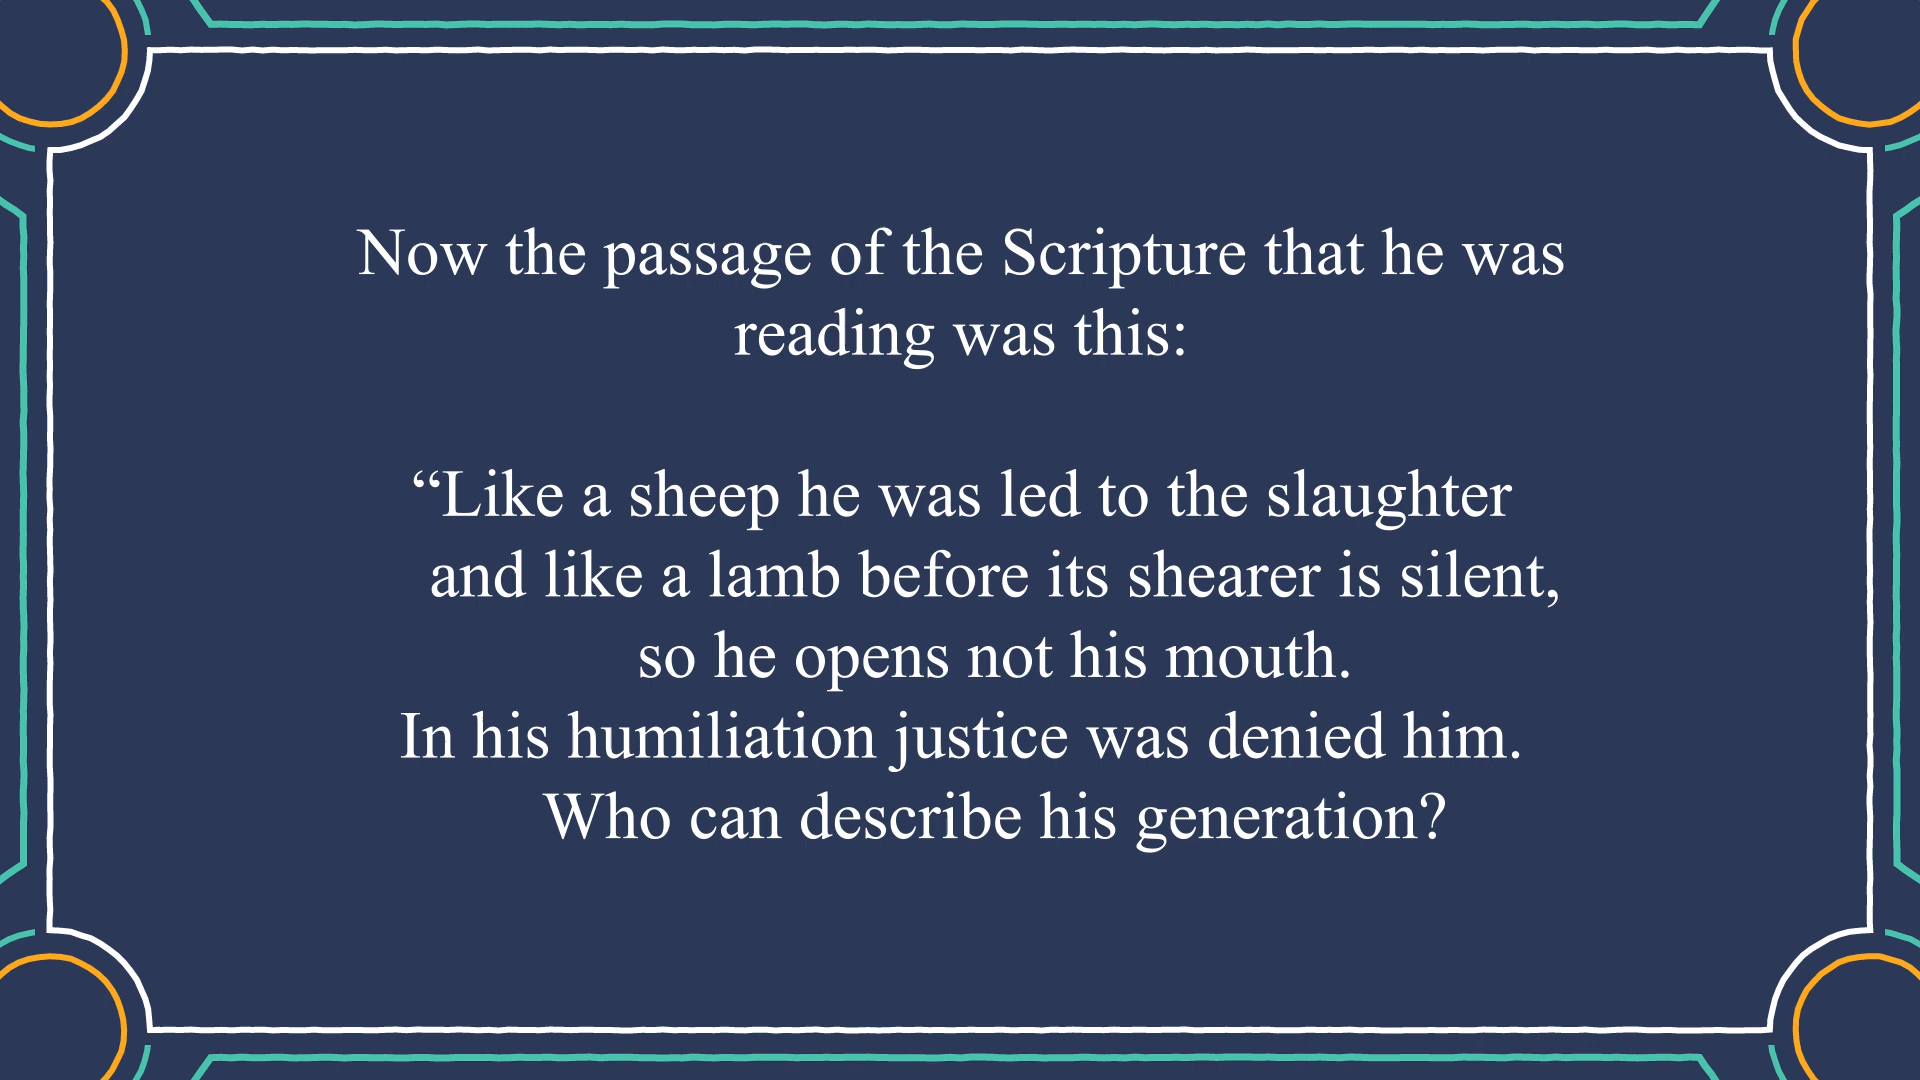 Now the passage of the Scripture that he was
reading was this:
“Like a sheep he was led to the slaughter
and like a lamb before its shearer is silent,
so he opens not his mouth.
In his humiliation justice was denied him.
Who can describe his generation?